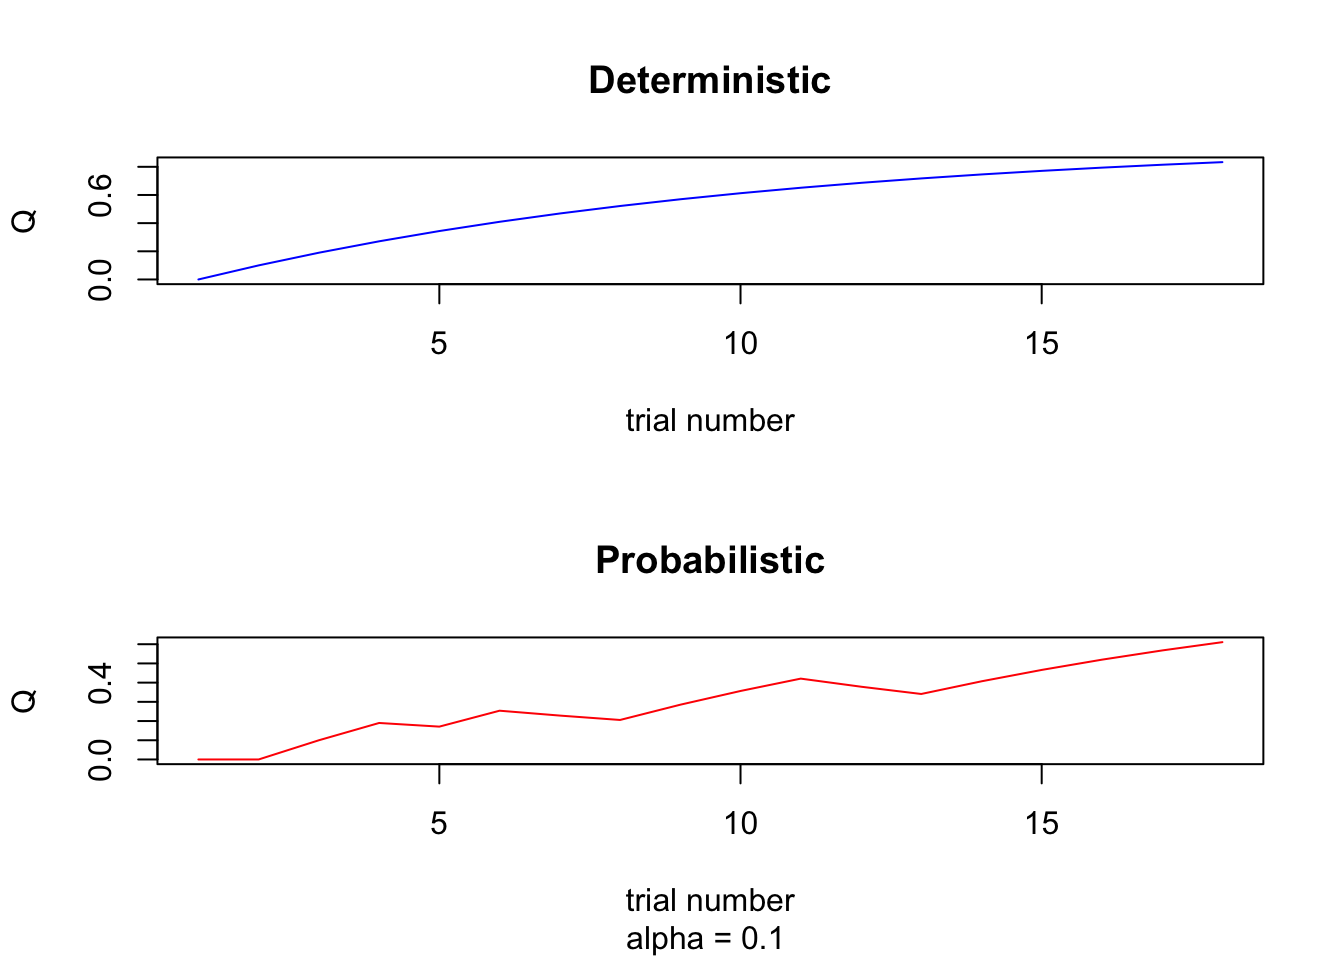 Deterministic
Q
0.6
0.0
5 10 15
trial number
Probabilistic
Q
0.4
0.0
5 10 15
trial number
alpha = 0.1